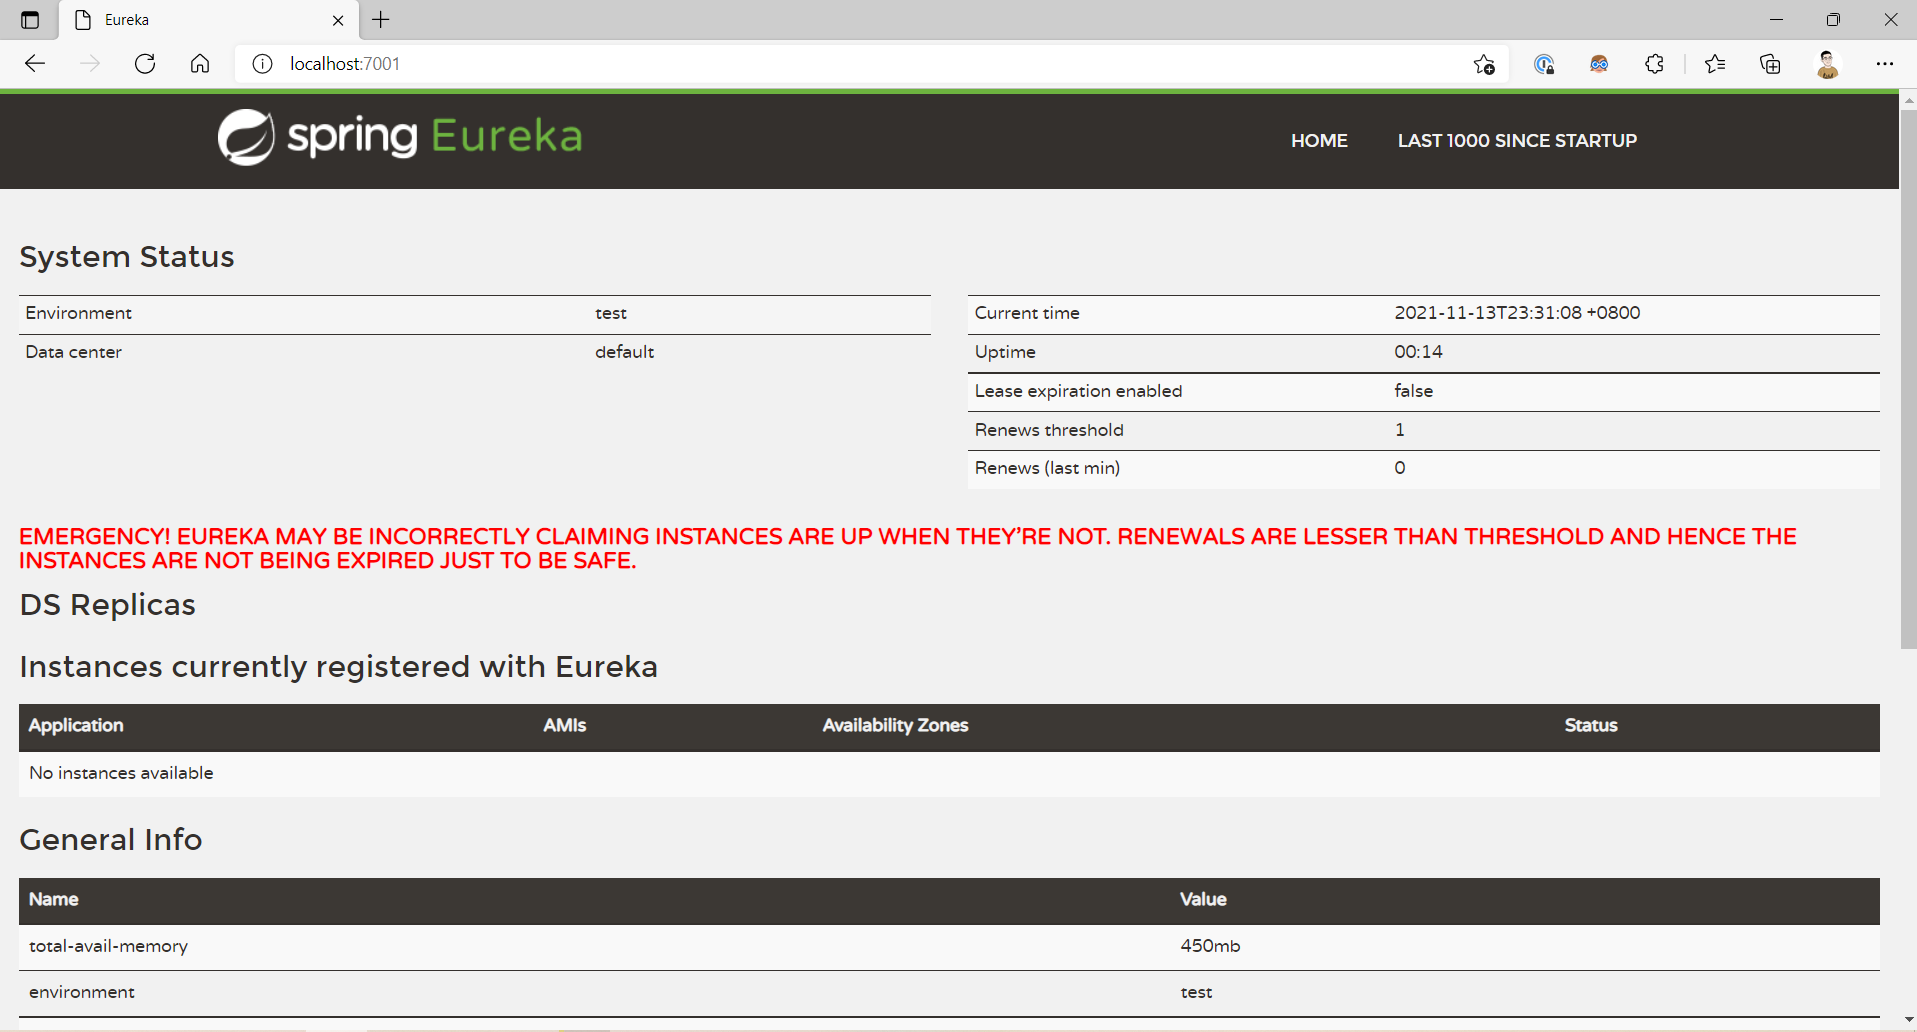 Eureka
localhost:7001
spring Eureka
HOME LAST 1000 SINCE STARTUP
System Status
Environment test
Data center default
Current time 2021-11-13T23:31:08 +0800
Uptime 00:14
Lease expiration enabled false
Renews threshold 1
Renews (last min) 0
EMERGENCY! EUREKA MAY BE INCORRECTLY CLAIMING INSTANCES ARE UP WHEN THEY'RE NOT. RENEWALS ARE LESSER THAN THRESHOLD AND HENCE THE
INSTANCES ARE NOT BEING EXPIRED JUST TO BE SAFE.
DS Replicas
Instances currently registered with Eureka
Application AMIs Availability Zones Status
No instances available
General Info
Name Value
total-avail-memory 450mb
environment test